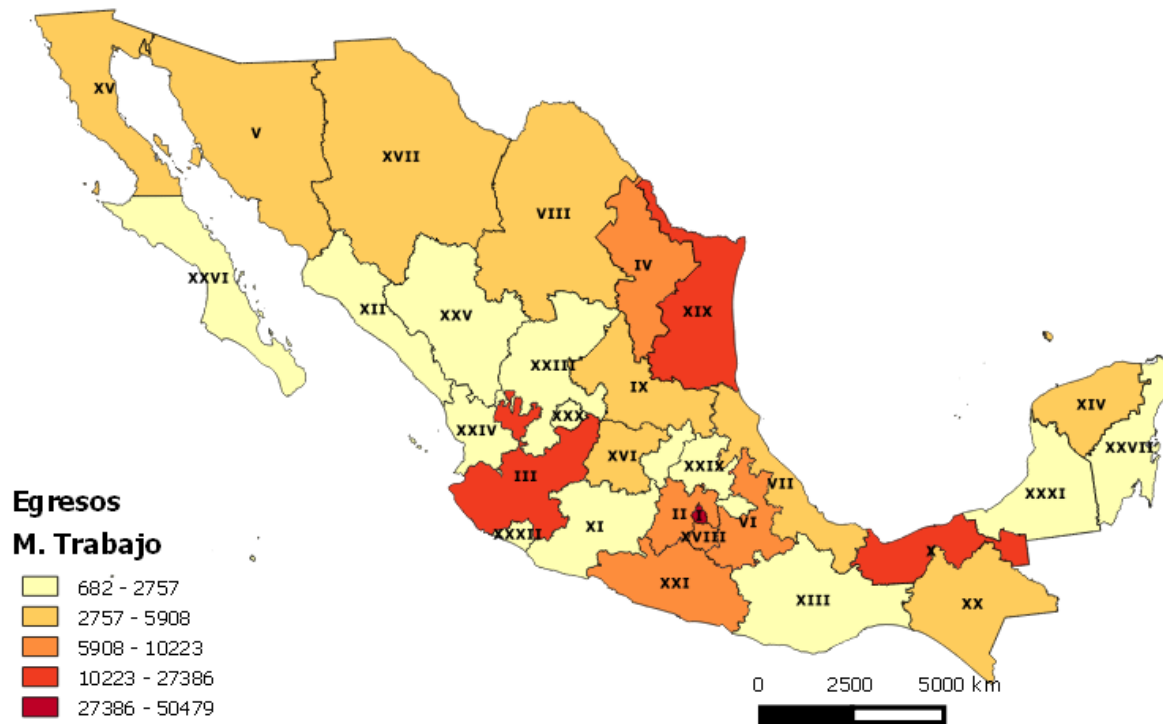 XV
V
XVII
VIII
IV
XXVI
XII
XXV
XIX
XXIII
IX
XXX
XXIV
XIV
XVI
XXIX
XXVII
III
VII
XXXI
II
I
VI
XI
XXXII
XVIII
X
XXI
XIII
XX
Egresos
M. Trabajo
682 - 2757
2757 - 5908
5908 - 10223
10223 - 27386
27386 - 50479
0 2500 5000 km